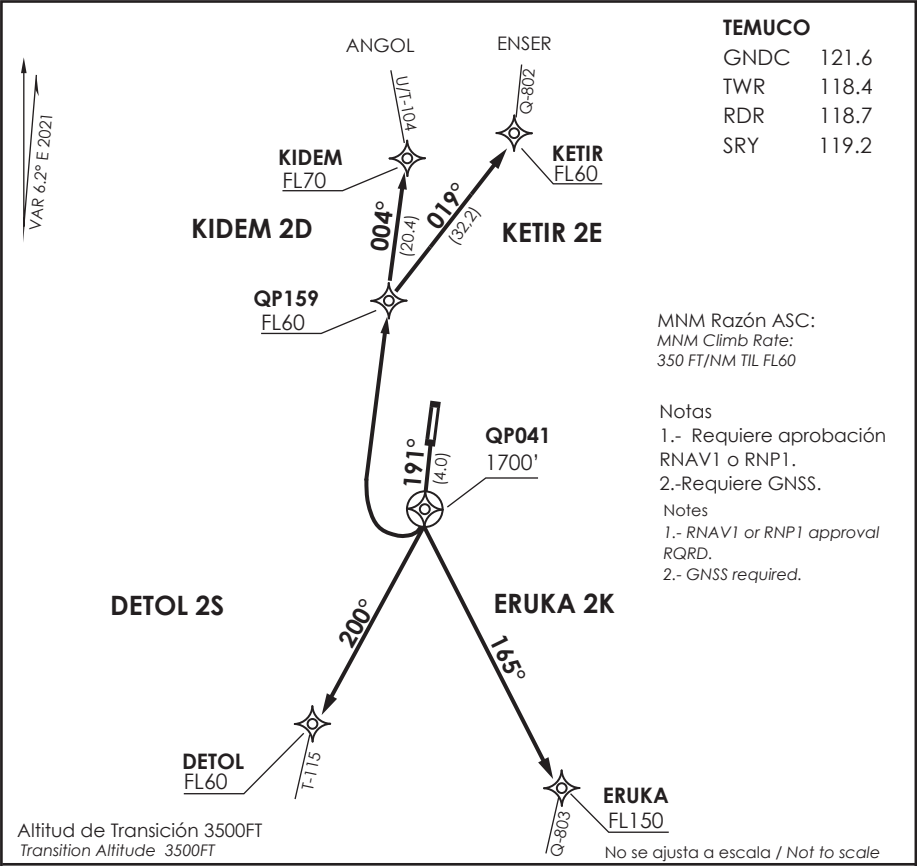 TEMUCO
GNDC 121.6
TWR 118.4
RDR 118.7
SRY 119.2
ANGOL
ENSER
U/T-104
Q-802
VAR 6.2º E 2021
KIDEM
FL70
KETIR
FL60
KIDEM 2D
004°
(20.4)
019°
(32.2)
KETIR 2E
QP159
FL60
MNM Razón ASC:
MNM Climb Rate:
350 FT/NM TIL FL60
Notas
1.- Requiere aprobación
RNAV1 o RNP1.
2.-Requiere GNSS.
Notes
1.- RNAV1 or RNP1 approval
RQRD.
2.- GNSS required.
QP041
1700'
191°
(4.0)
DETOL 2S
200°
ERUKA 2K
165°
DETOL
FL60
T-115
ERUKA
FL150
Q-803
Altitud de Transición 3500FT
Transition Altitude 3500FT
No se ajusta a escala / Not to scale